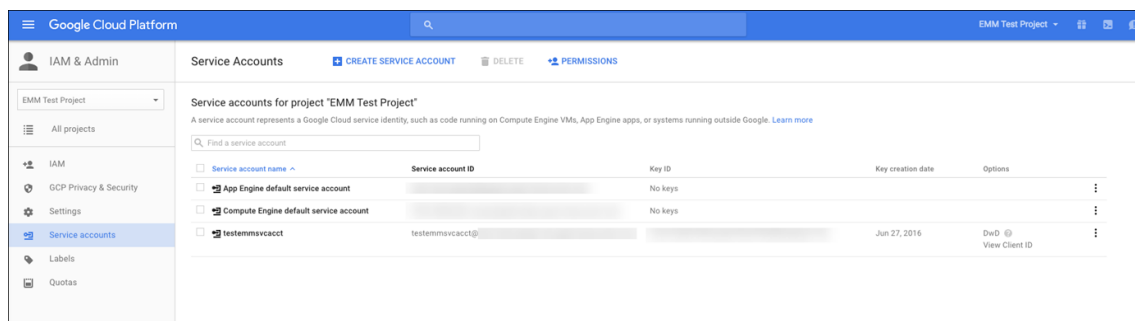 Google Cloud Platform
EMM Test Project
IAM & Admin
Service Accounts
CREATE SERVICE ACCOUNT
DELETE
PERMISSIONS
EMM Test Project
All projects
IAM
GCP Privacy & Security
Settings
Service accounts
Labels
Quotas
Service accounts for project "EMM Test Project"
A service account represents a Google Cloud service identity, such as code running on Compute Engine VMs, App Engine apps, or systems running outside Google. Learn more
Find a service account
Service account name Service account ID Key ID Key creation date Options
App Engine default service account No keys
Compute Engine default service account No keys
testemmsvcacct testemmsvcacct@ Jun 27, 2016 DwD
View Client ID